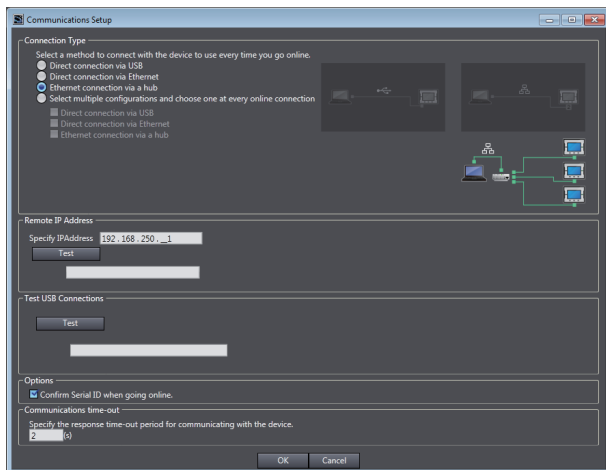 Communications Setup
Connection Type
Select a method to connect with the device to use every time you go online.
Direct connection via USB
Direct connection via Ethernet
Ethernet connection via a hub
Select multiple configurations and choose one at every online connection
Direct connection via USB
Direct connection via Ethernet
Ethernet connection via a hub
Remote IP Address
Specify IPAddress 192.168.250.__1
Test
Test USB Connections
Test
Options
Confirm Serial ID when going online.
Communications time-out
Specify the response time-out period for communicating with the device.
2 (s)
OK Cancel